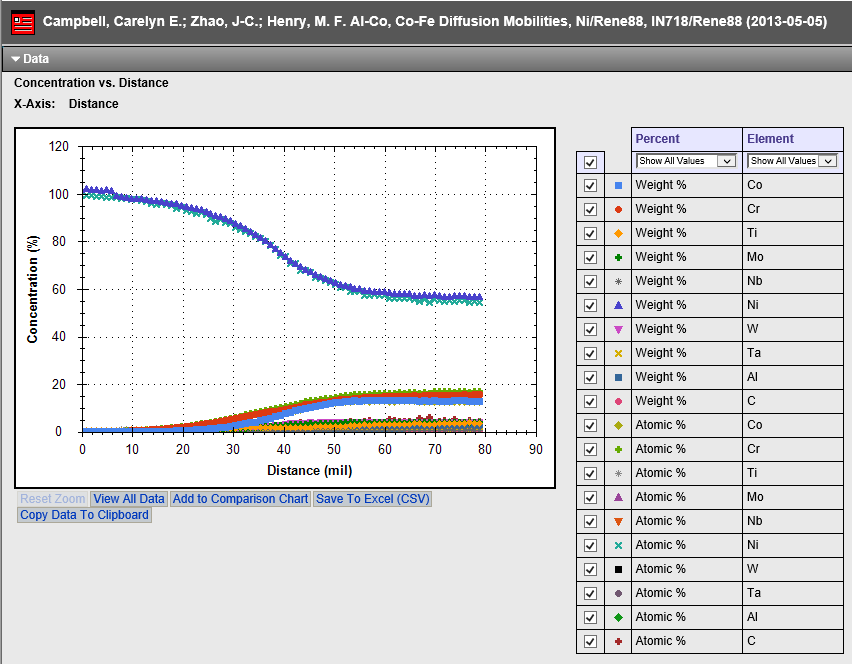 Campbell, Carelyn E.; Zhao, J-C.; Henry, M. F. Al-Co, Co-Fe Diffusion Mobilities, Ni/Rene88, IN718/Rene88 (2013-05-05)
Data
Concentration vs. Distance
X-Axis: Distance
120
100
80
60
40
20
0
Concentration (%)
0 10 20 30 40 50 60 70 80 90
Distance (mil)
Reset Zoom View All Data Add to Comparison Chart Save To Excel (CSV)
Copy Data To Clipboard
Percent Element
Show All Values Show All Values
Weight % Co
Weight % Cr
Weight % Ti
Weight % Mo
Weight % Nb
Weight % Ni
Weight % W
Weight % Ta
Weight % Al
Weight % C
Atomic % Co
Atomic % Cr
Atomic % Ti
Atomic % Mo
Atomic % Nb
Atomic % Ni
Atomic % W
Atomic % Ta
Atomic % Al
Atomic % C